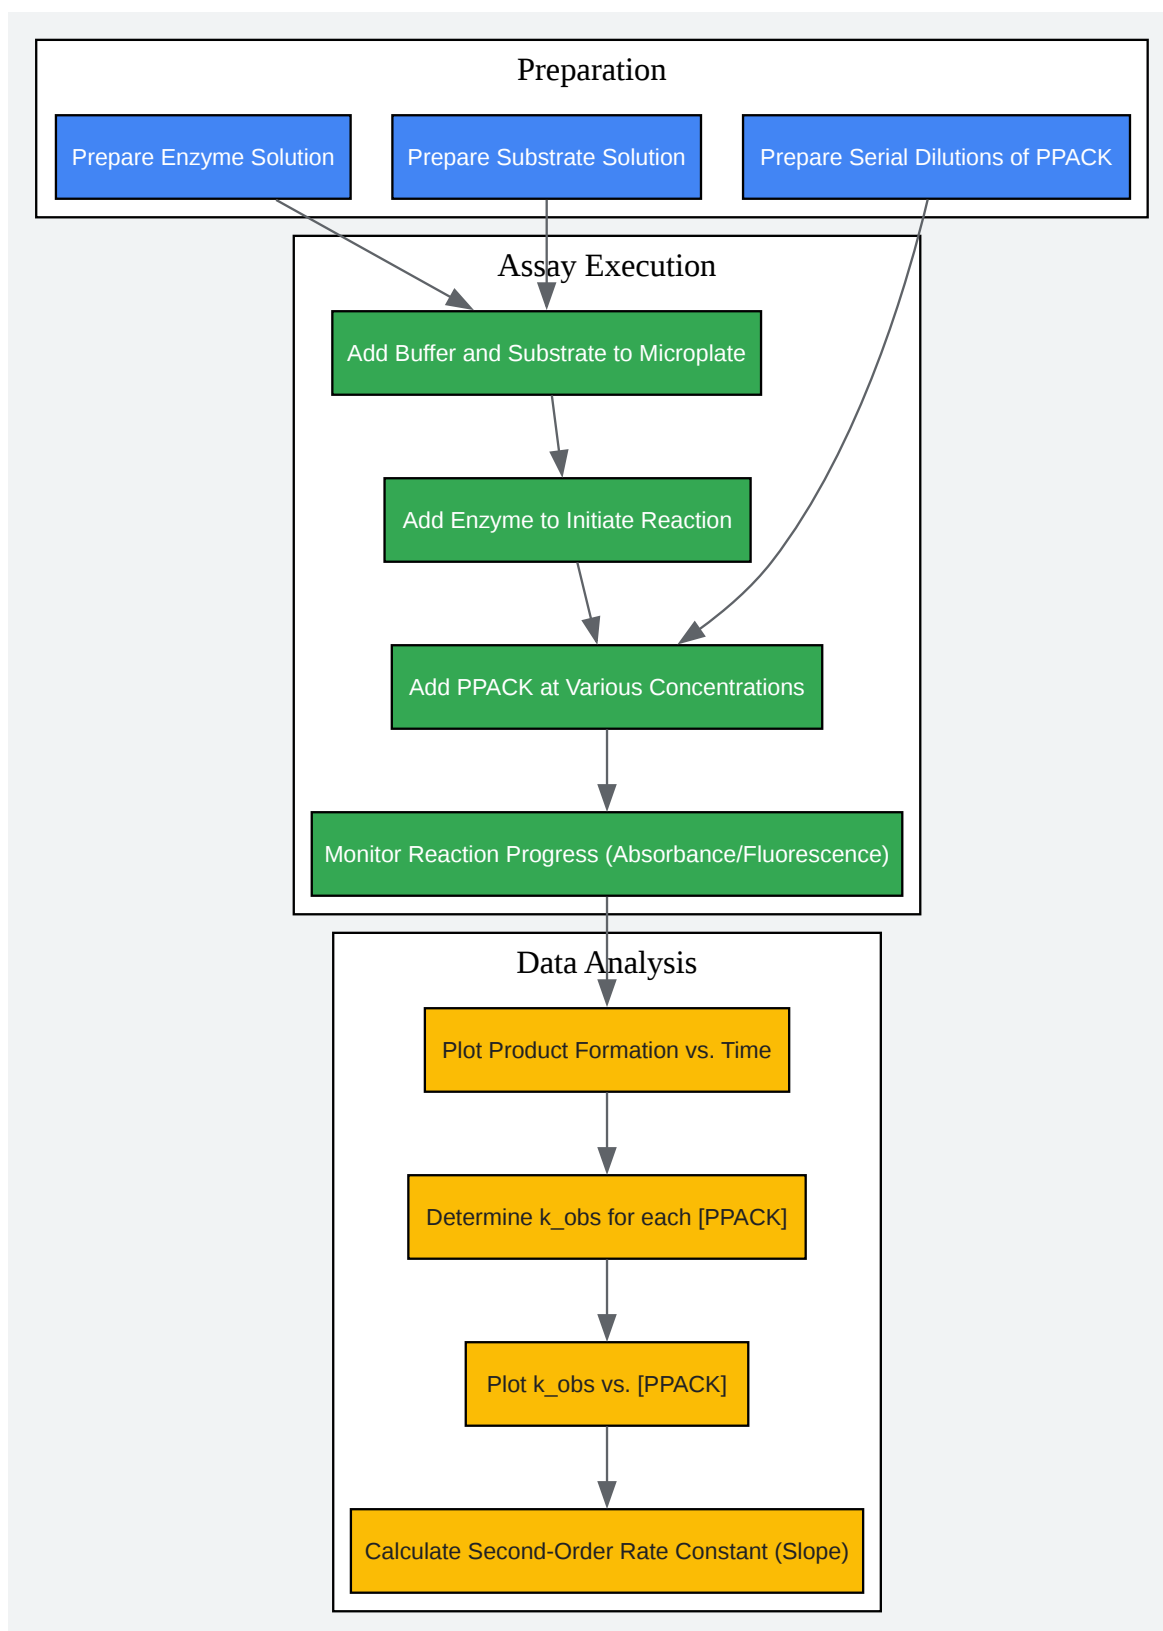 Preparation
Prepare Enzyme Solution
Prepare Substrate Solution
Prepare Serial Dilutions of PPACK
Assay Execution
Add Buffer and Substrate to Microplate
Add Enzyme to Initiate Reaction
Add PPACK at Various Concentrations
Monitor Reaction Progress (Absorbance/Fluorescence)
Data Analysis
Plot Product Formation vs. Time
Determine k_obs for each [PPACK]
Plot k_obs vs. [PPACK]
Calculate Second-Order Rate Constant (Slope)